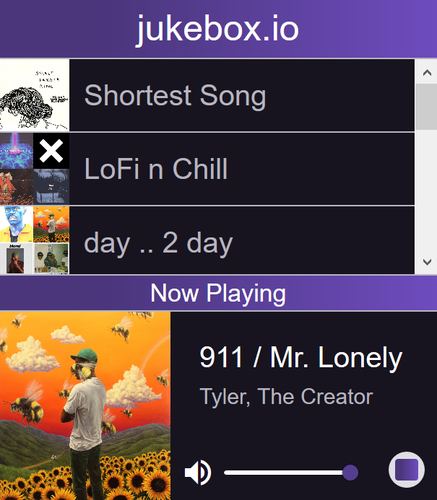 jukebox.io
Shortest Song
LoFi n Chill
day .. 2 day
Now Playing
911 / Mr. Lonely
Tyler, The Creator